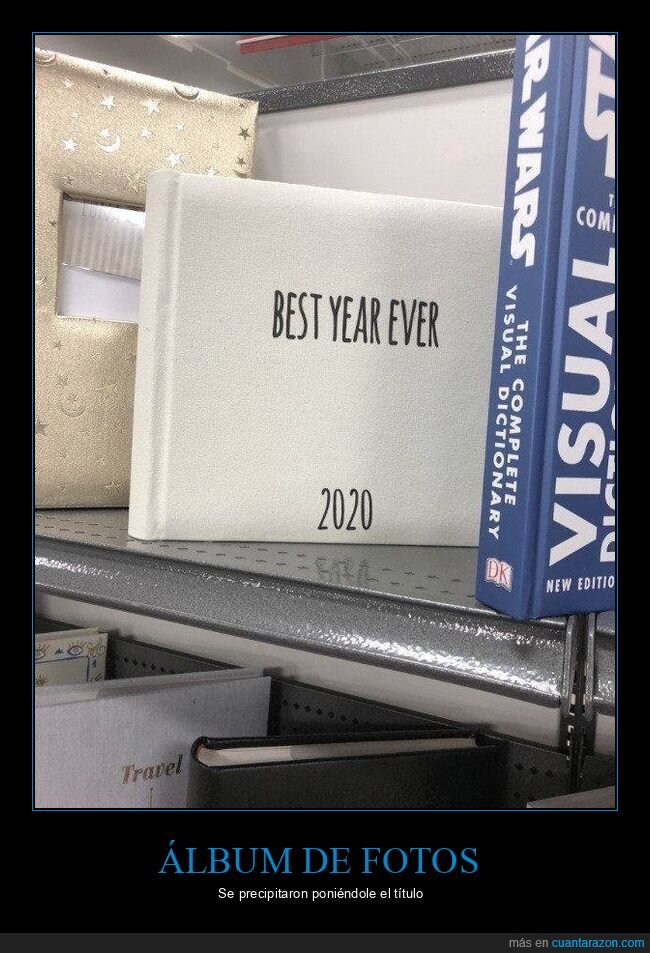 BEST YEAR EVER
2020
WARS
THE COMPLETE
VISUAL DICTIONARY
DK
VISUAL
NEW EDITIO
Travel
ÁLBUM DE FOTOS
Se precipitaron poniéndole el título
más en cuantarazon.com